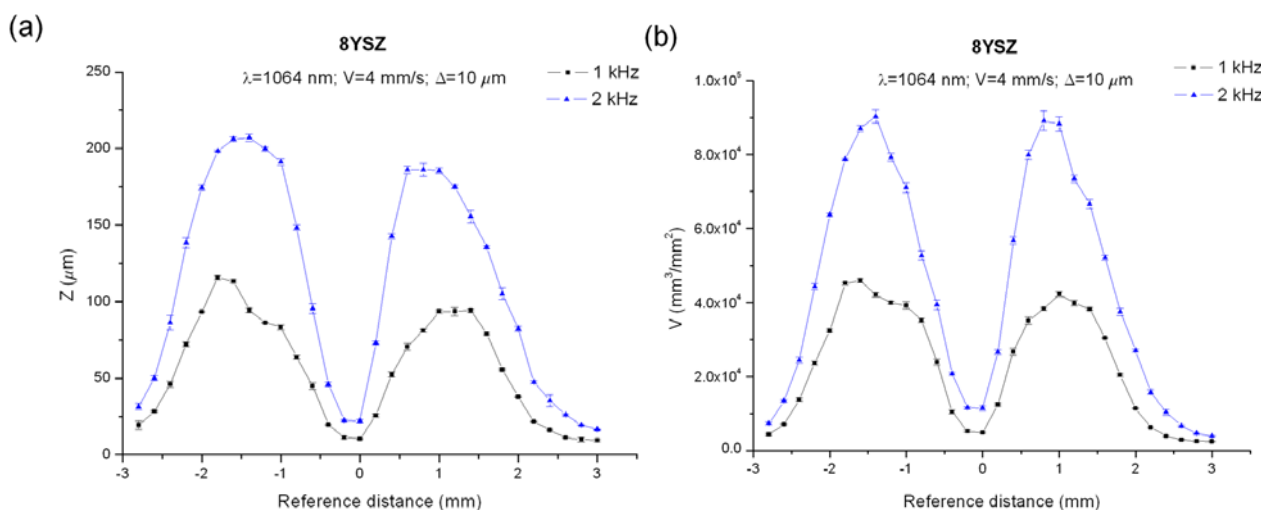 (a)
8YSZ
λ=1064 nm; V=4 mm/s; Δ=10 μm
1 kHz
2 kHz
250
200
150
100
50
0
Z (μm)
-3 -2 -1 0 1 2 3
Reference distance (mm)
(b)
8YSZ
λ=1064 nm; V=4 mm/s; Δ=10 μm
1 kHz
2 kHz
1.0x10⁵
8.0x10⁴
6.0x10⁴
4.0x10⁴
2.0x10⁴
0.0
V (mm³/mm²)
-3 -2 -1 0 1 2 3
Reference distance (mm)